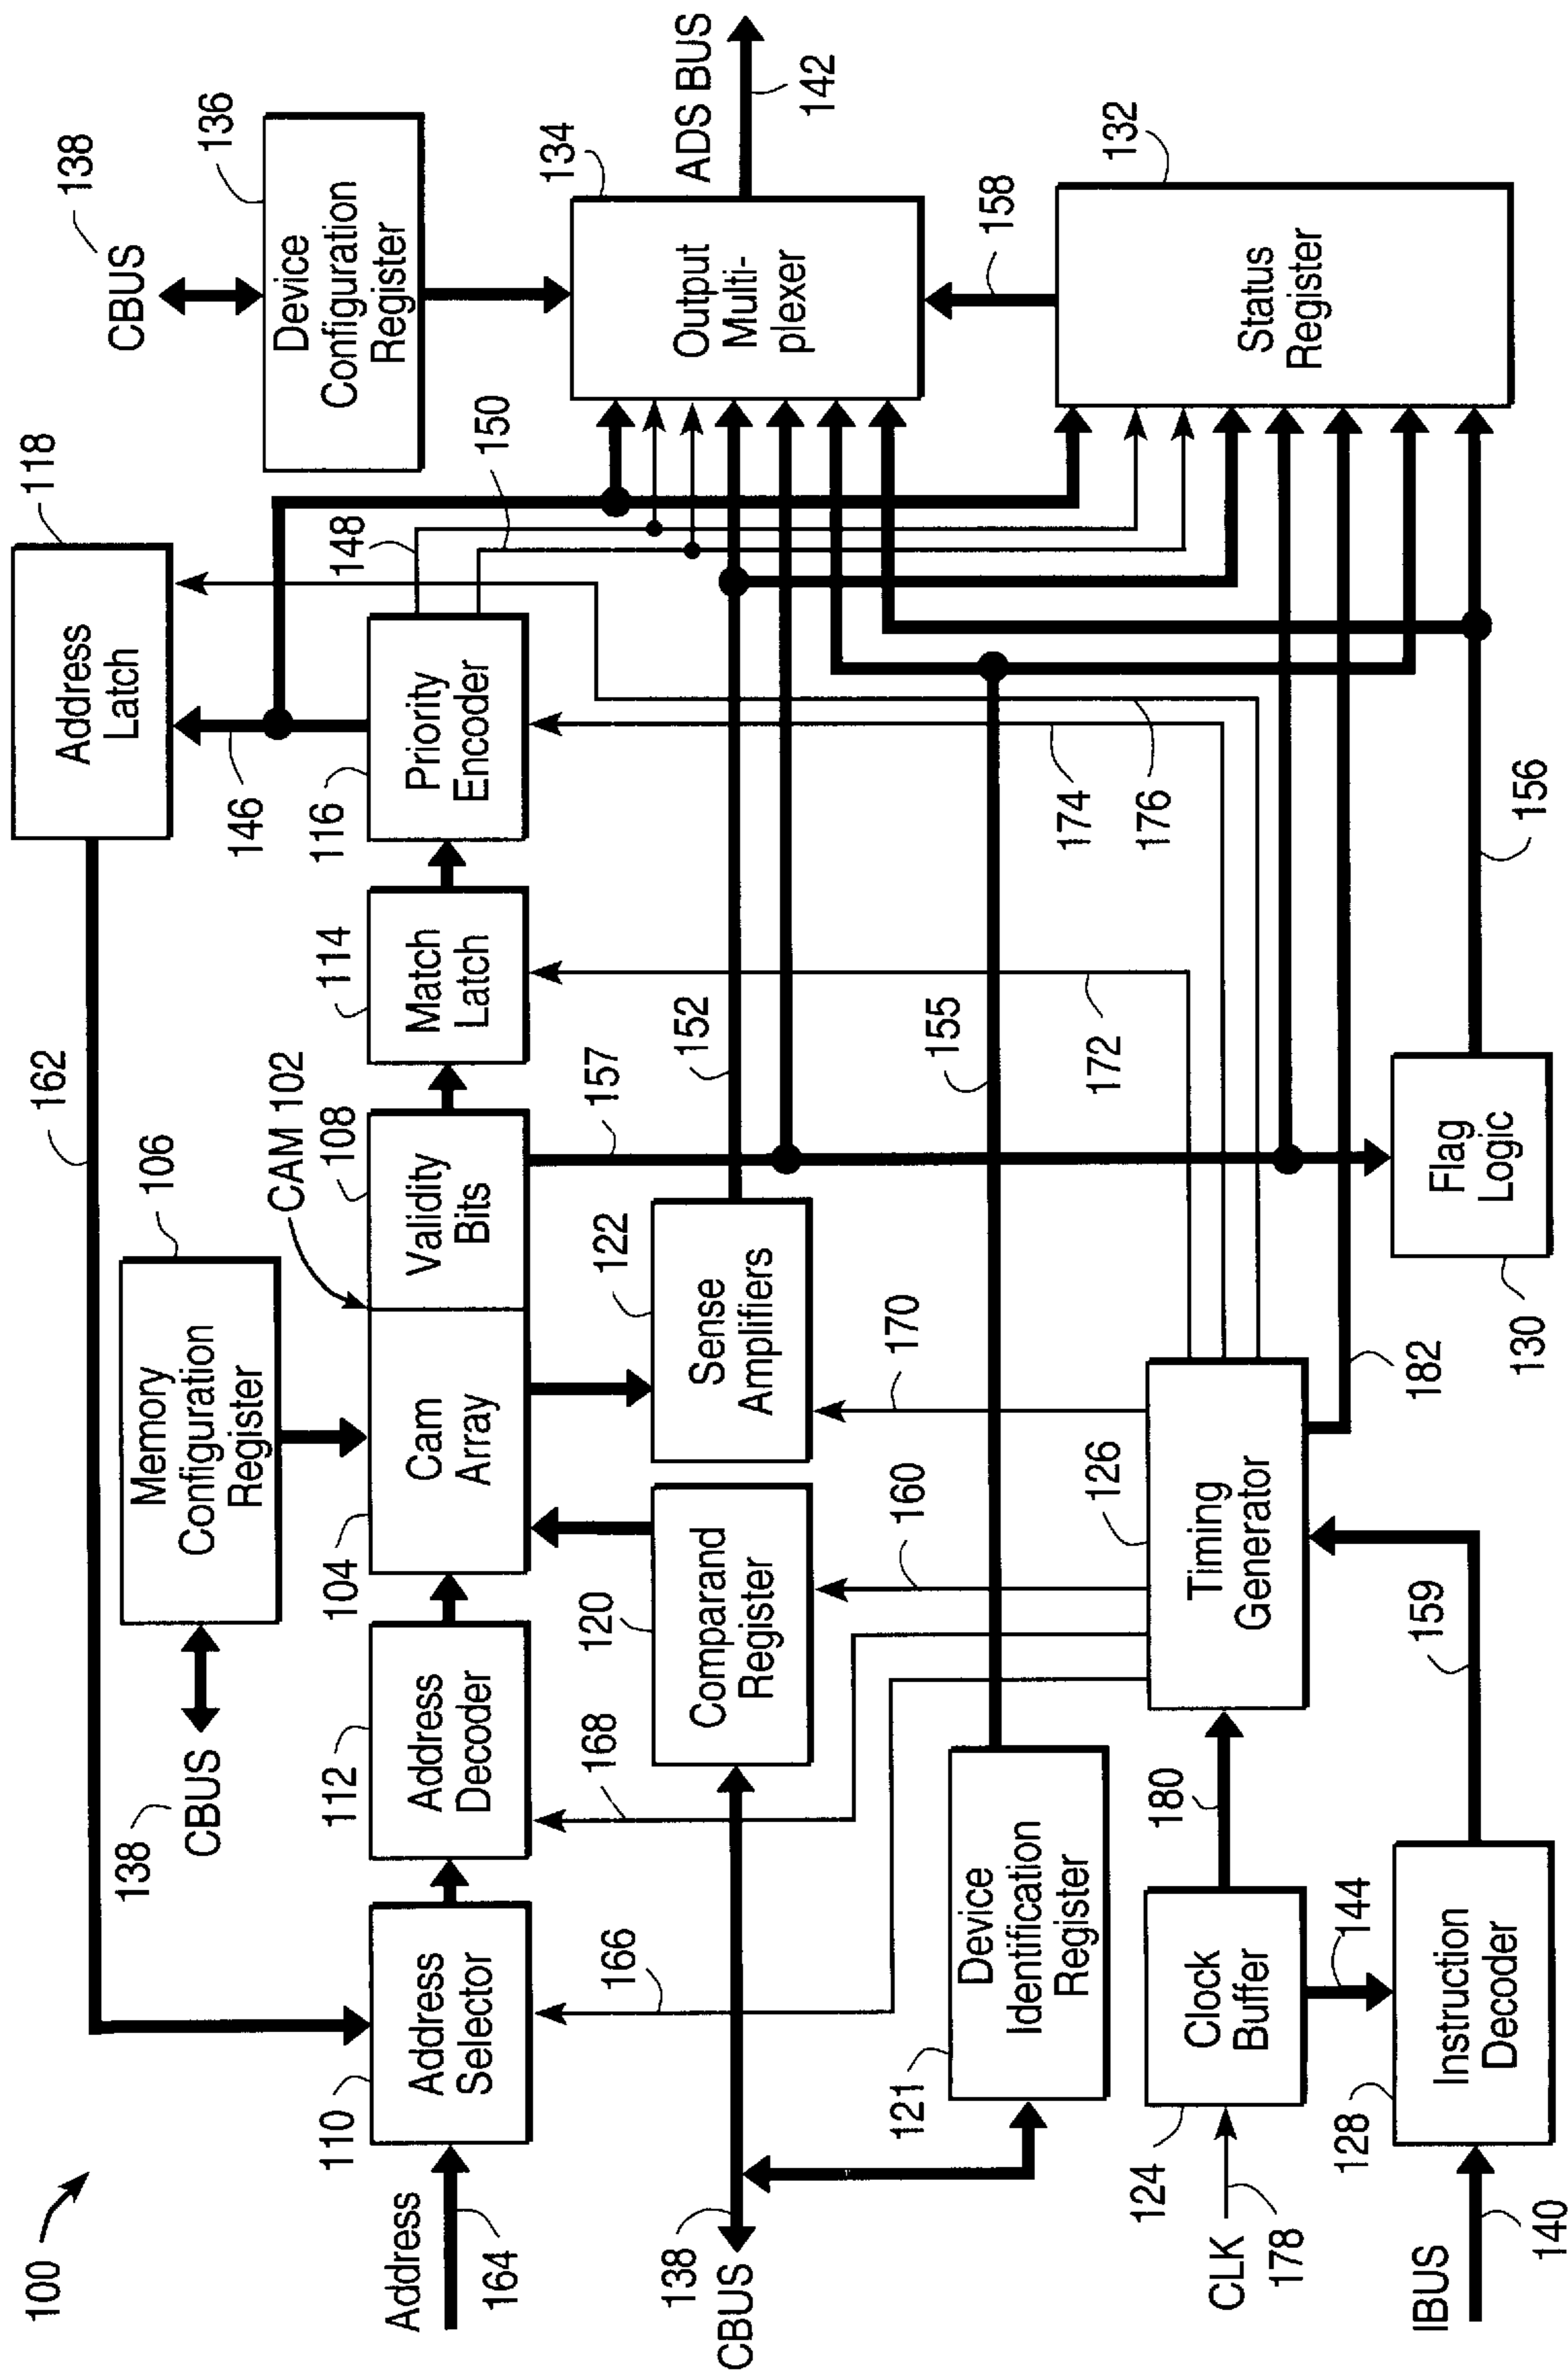 100
162
118
Address
Latch
CBUS
138
138
CBUS
106
Memory
Configuration
Register
CAM 102
146
148
150
136
Device
Configuration
Register
Address
164
110
Address
Selector
112
Address
Decoder
104
Cam
Array
108
Validity
Bits
114
Match
Latch
116
Priority
Encoder
134
Output
Multi-
plexer
ADS BUS
142
166
168
120
Comparand
Register
122
Sense
Amplifiers
157
152
138
CBUS
160
170
155
158
121
Device
Identification
Register
172
174
176
132
Status
Register
CLK
178
124
Clock
Buffer
180
126
Timing
Generator
144
182
IBUS
140
128
Instruction
Decoder
159
130
Flag
Logic
156